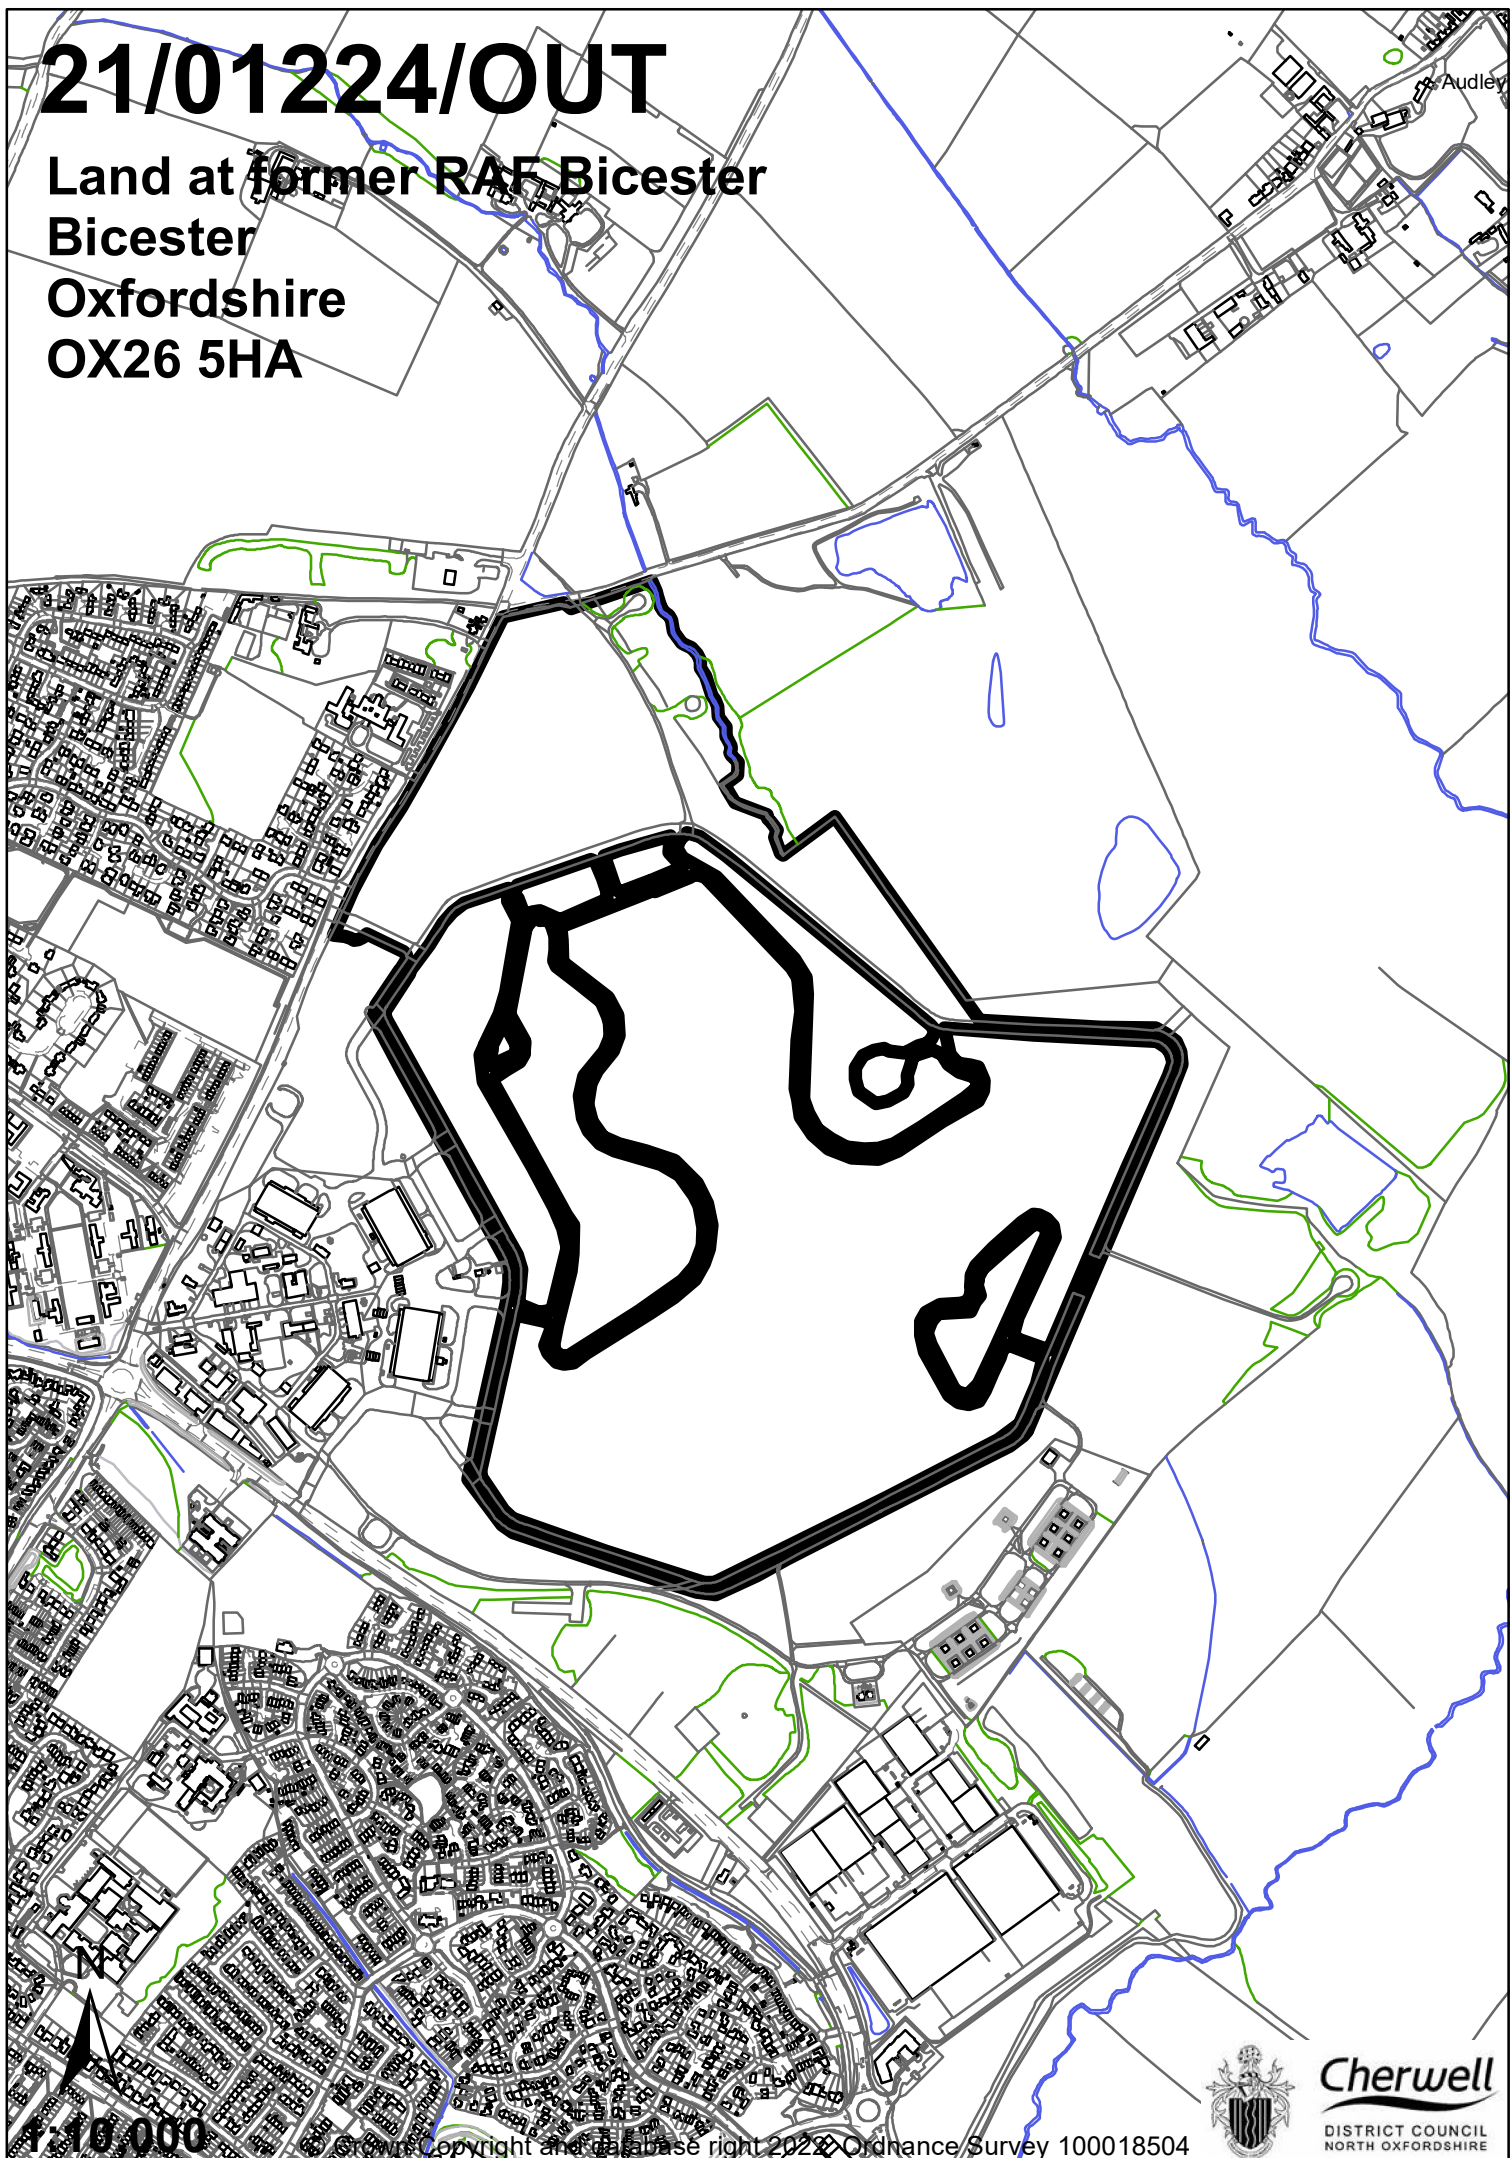 21/01224/OUT
Audley
Land at former RAF Bicester
Bicester
Oxfordshire
OX26 5HA
N
1:10 000
© Crown Copyright and database right 2022. Ordnance Survey 100018504
Cherwell
DISTRICT COUNCIL
NORTH OXFORDSHIRE